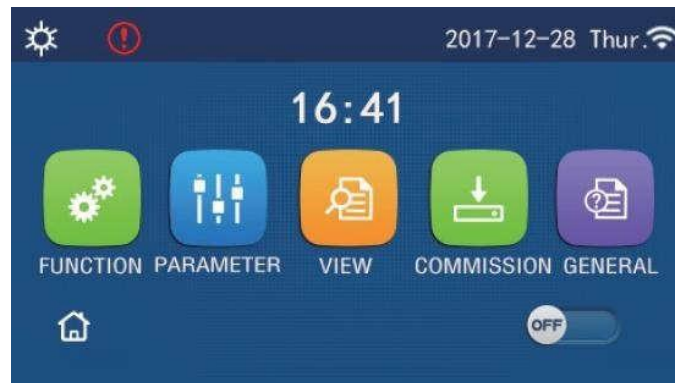 2017-12-28 Thur.
16:41
FUNCTION PARAMETER VIEW COMMISSION GENERAL
OFF